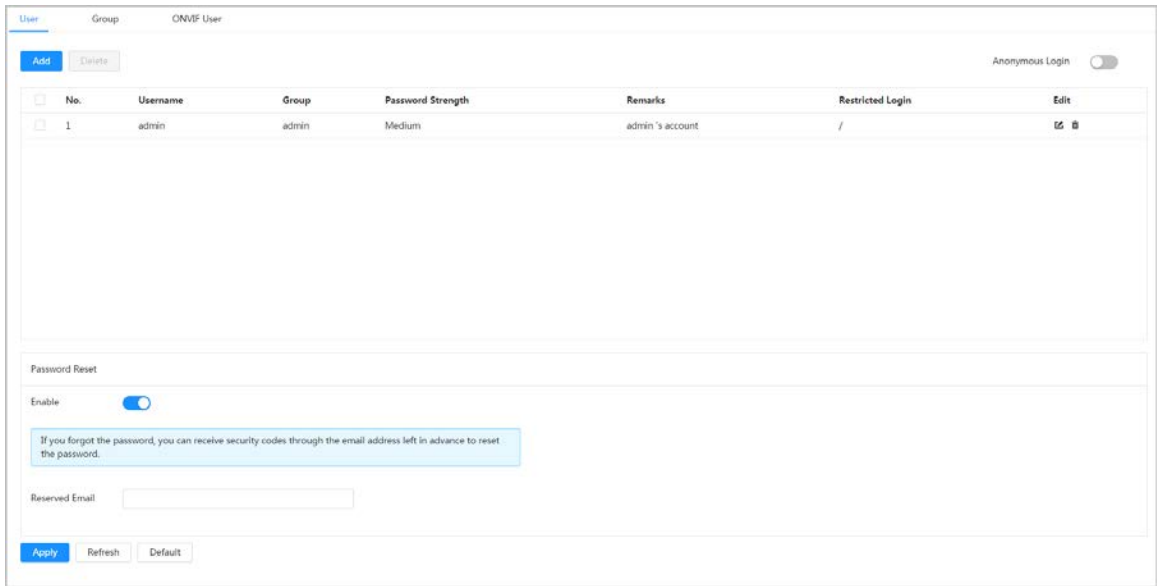 User Group ONVIF User
Add Delete Anonymous Login
No. Username Group Password Strength Remarks Restricted Login Edit
1 admin admin Medium admin 's account /
Password Reset
Enable
If you forgot the password, you can receive security codes through the email address left in advance to reset
the password.
Reserved Email
Apply Refresh Default